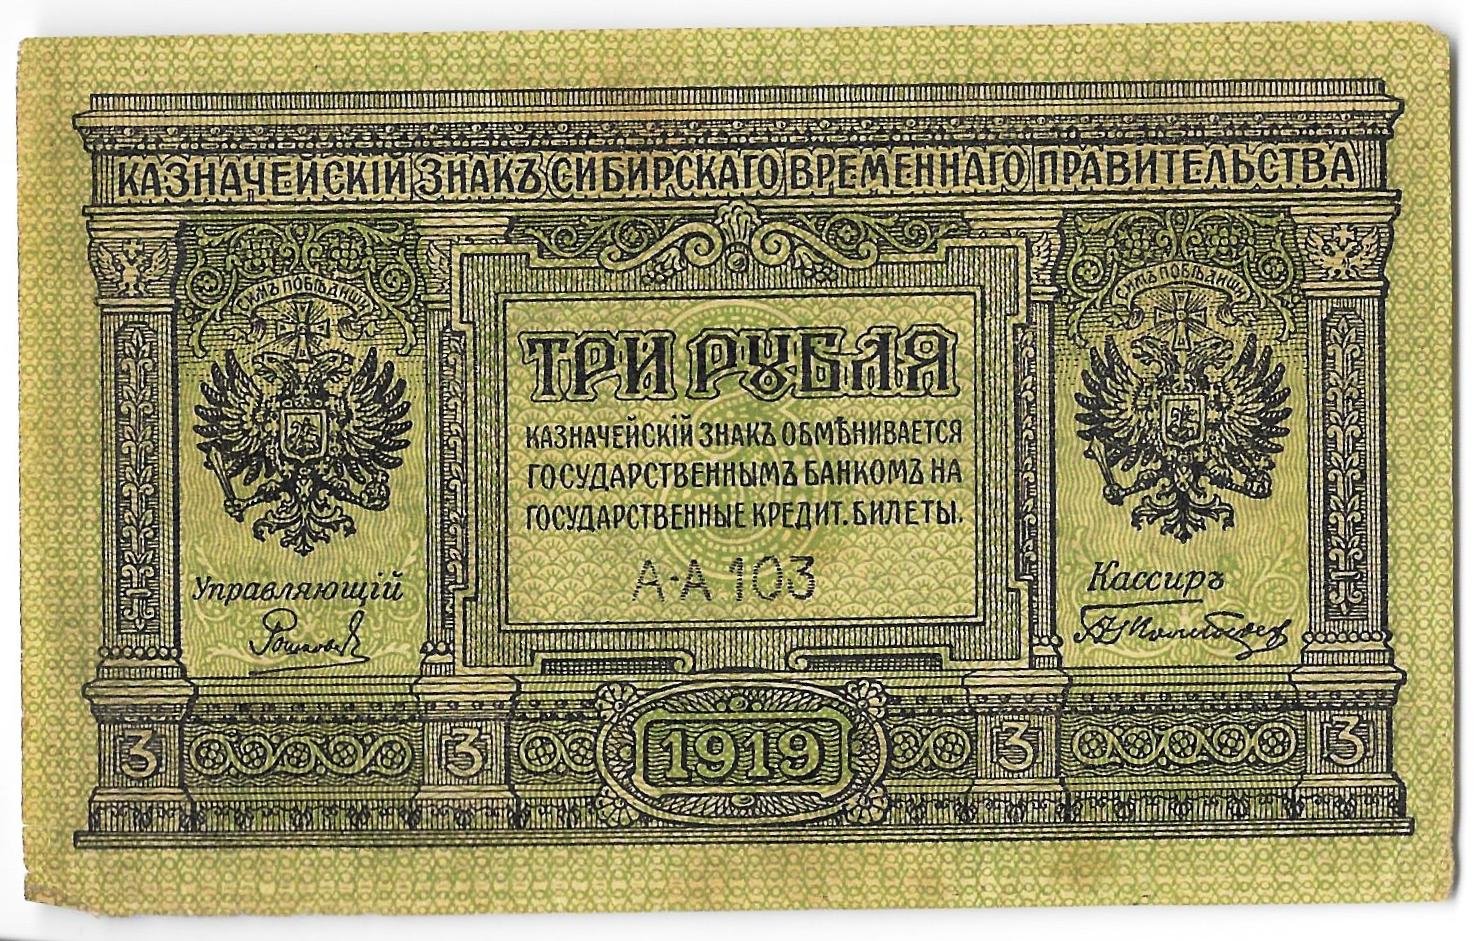 КАЗНАЧЕЙСКІЙ ЗНАКЪ СИБИРСКАГО ВРЕМЕННАГО ПРАВИТЕЛЬСТВА
СИМЪ ПОБѢДИШИ
СИМЪ ПОБѢДИШИ
ТРИ РУБЛЯ
КАЗНАЧЕЙСКІЙ ЗНАКЪ ОБМѢНИВАЕТСЯ
ГОСУДАРСТВЕННЫМЪ БАНКОМЪ НА
ГОСУДАРСТВЕННЫЕ КРЕДИТ. БИЛЕТЫ.
А-А 103
Управляющій
Кассиръ
3 3 1919 3 3